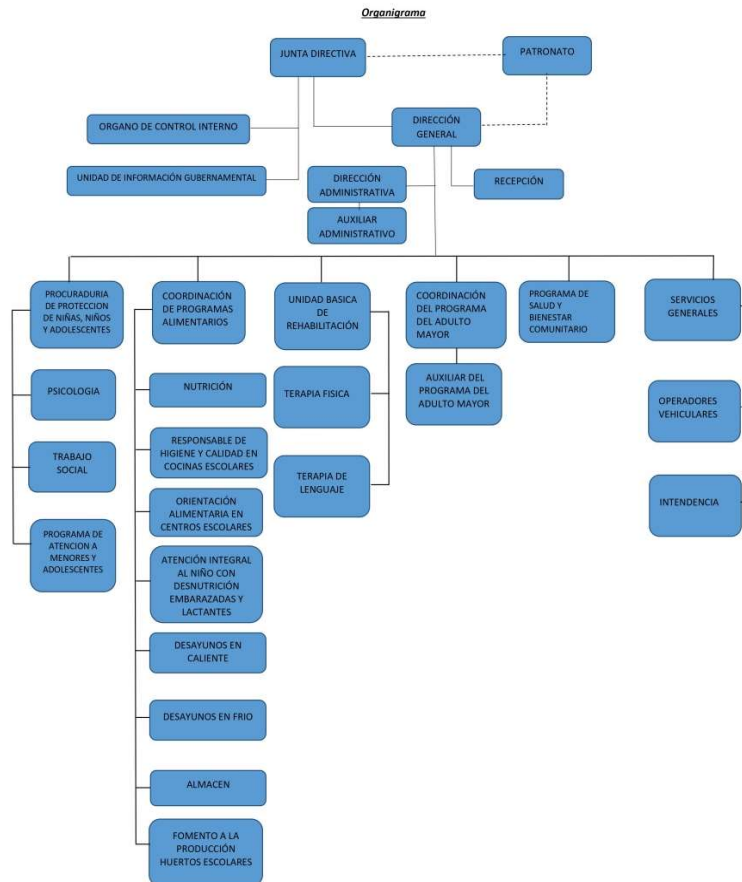 Organigrama
JUNTA DIRECTIVA
PATRONATO
ORGANO DE CONTROL INTERNO
DIRECCIÓN
GENERAL
UNIDAD DE INFORMACIÓN GUBERNAMENTAL
DIRECCIÓN
ADMINISTRATIVA
RECEPCIÓN
AUXILIAR
ADMINISTRATIVO
PROCURADURIA
DE PROTECCION
DE NIÑAS, NIÑOS
Y ADOLESCENTES
PSICOLOGIA
TRABAJO
SOCIAL
PROGRAMA DE
ATENCION A
MENORES Y
ADOLESCENTES
COORDINACIÓN
DE PROGRAMAS
ALIMENTARIOS
NUTRICIÓN
RESPONSABLE DE
HIGIENE Y CALIDAD EN
COCINAS ESCOLARES
ORIENTACIÓN
ALIMENTARIA EN
CENTROS ESCOLARES
ATENCIÓN INTEGRAL
AL NIÑO CON
DESNUTRICIÓN
EMBARAZADAS Y
LACTANTES
DESAYUNOS EN
CALIENTE
DESAYUNOS EN FRIO
ALMACEN
FOMENTO A LA
PRODUCCIÓN
HUERTOS ESCOLARES
UNIDAD BASICA
DE
REHABILITACIÓN
TERAPIA FISICA
TERAPIA DE
LENGUAJE
COORDINACIÓN
DEL PROGRAMA
DEL ADULTO
MAYOR
AUXILIAR DEL
PROGRAMA DEL
ADULTO MAYOR
PROGRAMA DE
SALUD Y
BIENESTAR
COMUNITARIO
SERVICIOS
GENERALES
OPERADORES
VEHICULARES
INTENDENCIA